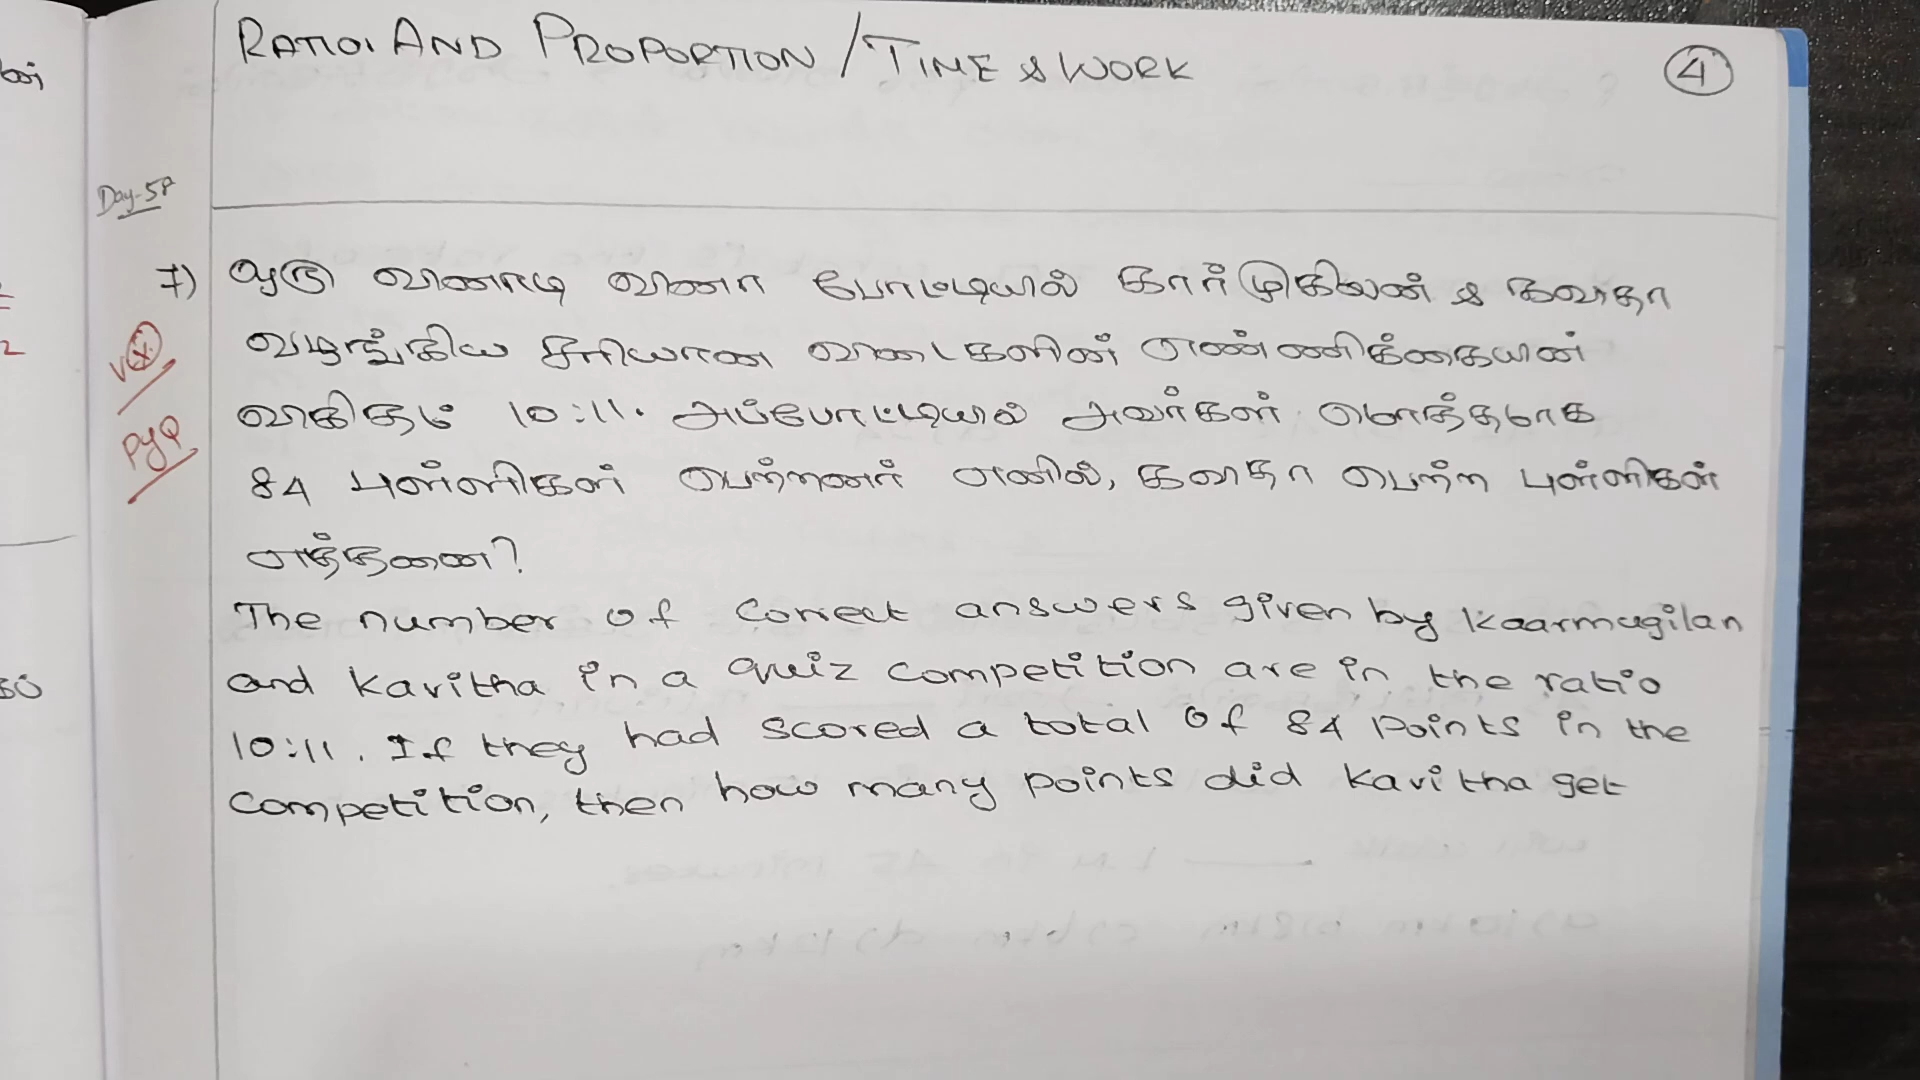 RATIO AND PROPORTION / TIME & WORK
4
Day-58
7) ஒரு வினாடி வினா போட்டியில் கார்முகிலன் & கவிதா
வழங்கிய சரியான விடைகளின் எண்ணிக்கையின்
விகிதம் 10:11. அப்போட்டியில் அவர்கள் மொத்தமாக
PYQ
84 புள்ளிகள் பெற்றனர் எனில், கவிதா பெற்ற புள்ளிகள்
எத்தனை?
The number of correct answers given by Kaarmugilan
and Kavitha in a quiz competition are in the ratio
10:11. If they had scored a total of 84 points in the
competition, then how many points did Kavitha get